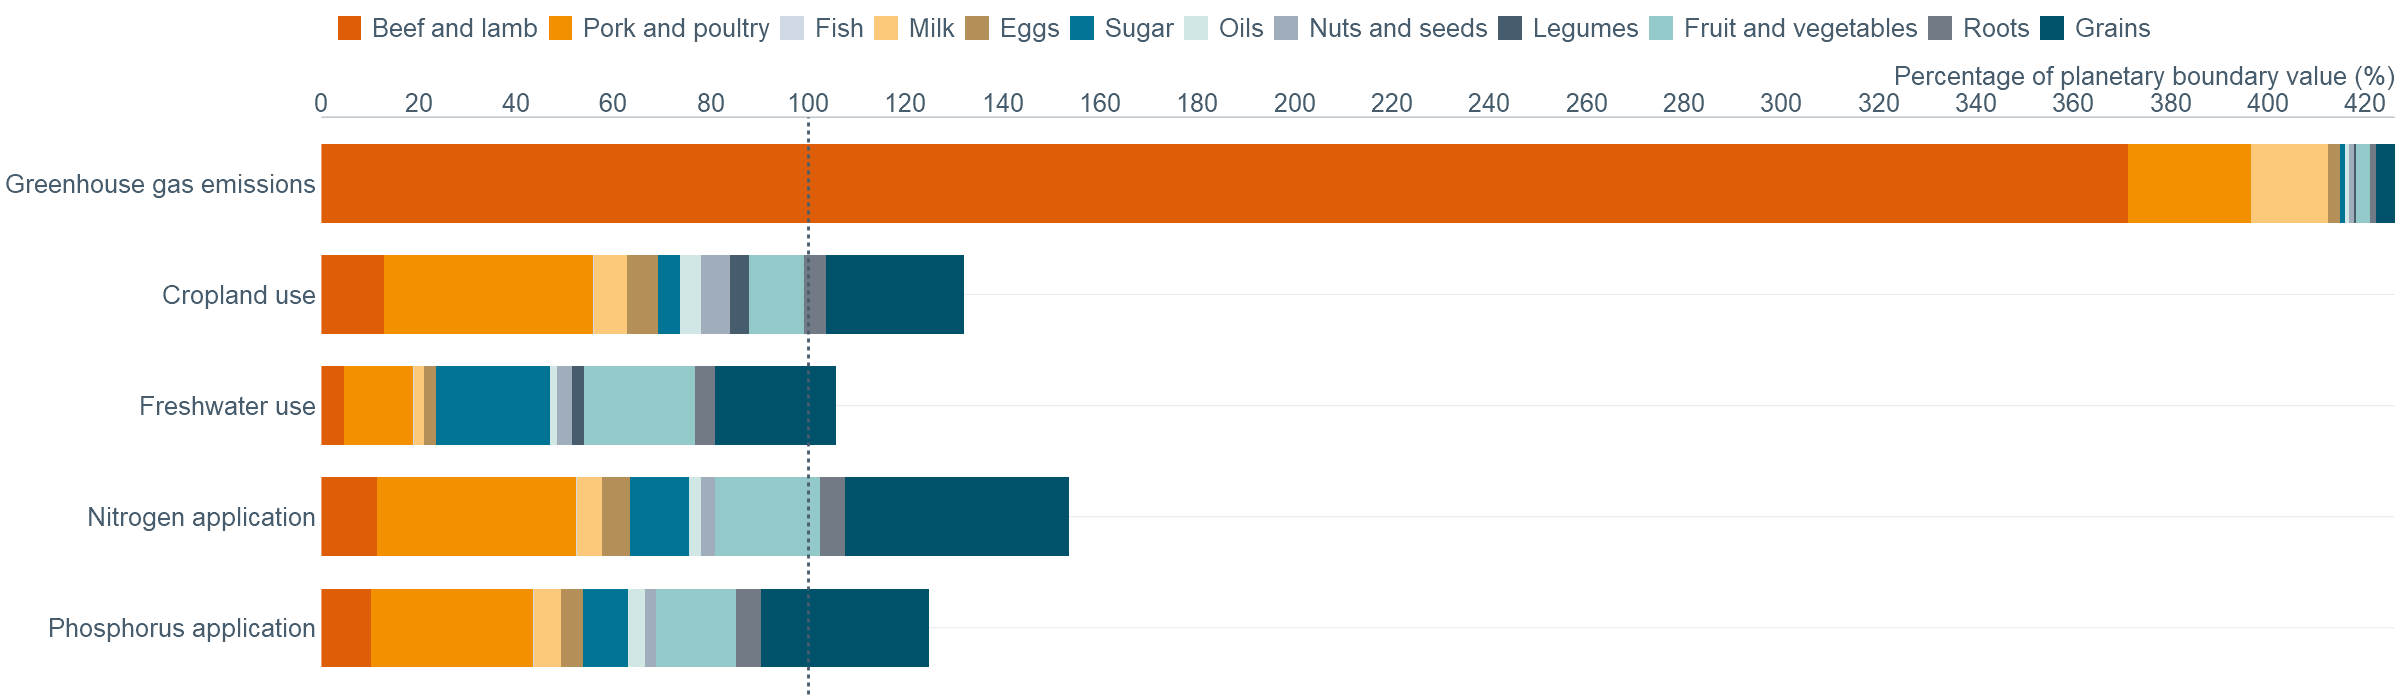 Beef and lamb Pork and poultry Fish Milk Eggs Sugar Oils Nuts and seeds Legumes Fruit and vegetables Roots Grains
Percentage of planetary boundary value (%)
0 20 40 60 80 100 120 140 160 180 200 220 240 260 280 300 320 340 360 380 400 420
Greenhouse gas emissions
Cropland use
Freshwater use
Nitrogen application
Phosphorus application